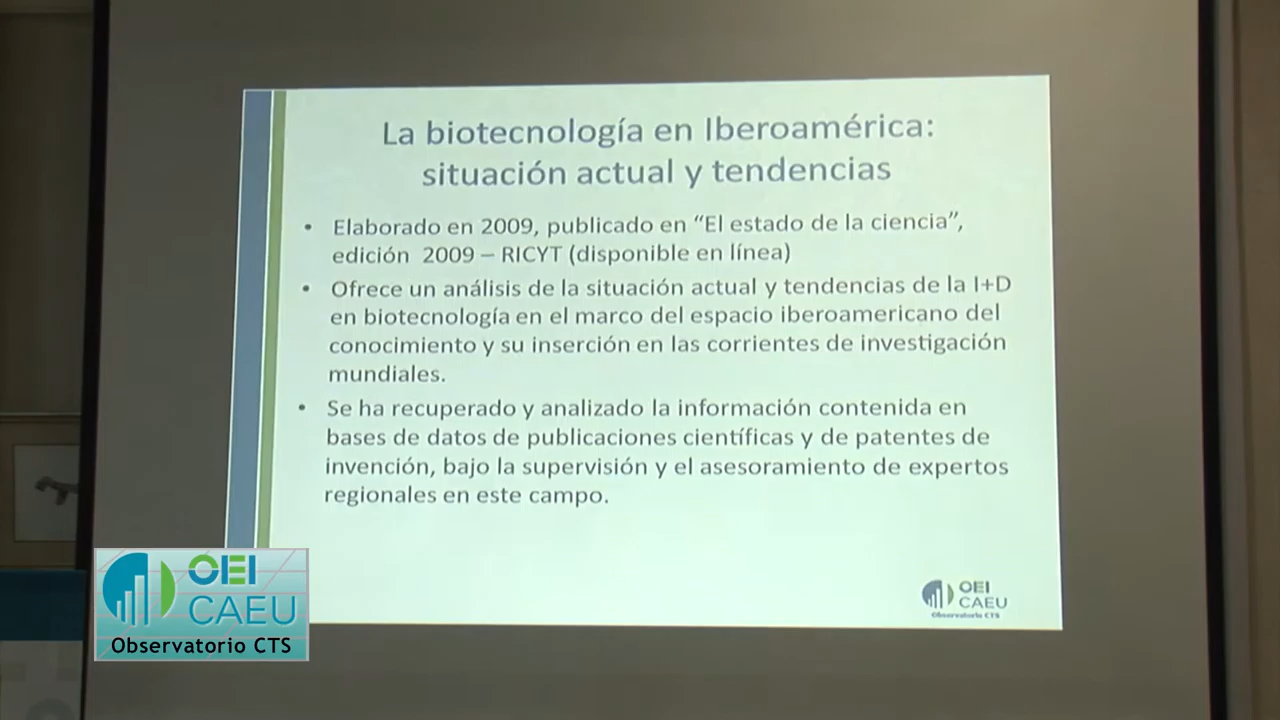 La biotecnología en Iberoamérica:
situación actual y tendencias
• Elaborado en 2009, publicado en “El estado de la ciencia”,
edición 2009 – RICYT (disponible en línea)
• Ofrece un análisis de la situación actual y tendencias de la I+D
en biotecnología en el marco del espacio iberoamericano del
conocimiento y su inserción en las corrientes de investigación
mundiales.
• Se ha recuperado y analizado la información contenida en
bases de datos de publicaciones científicas y de patentes de
invención, bajo la supervisión y el asesoramiento de expertos
regionales en este campo.
OEI
CAEU
Observatorio CTS
OEI
CAEU
Observatorio CTS